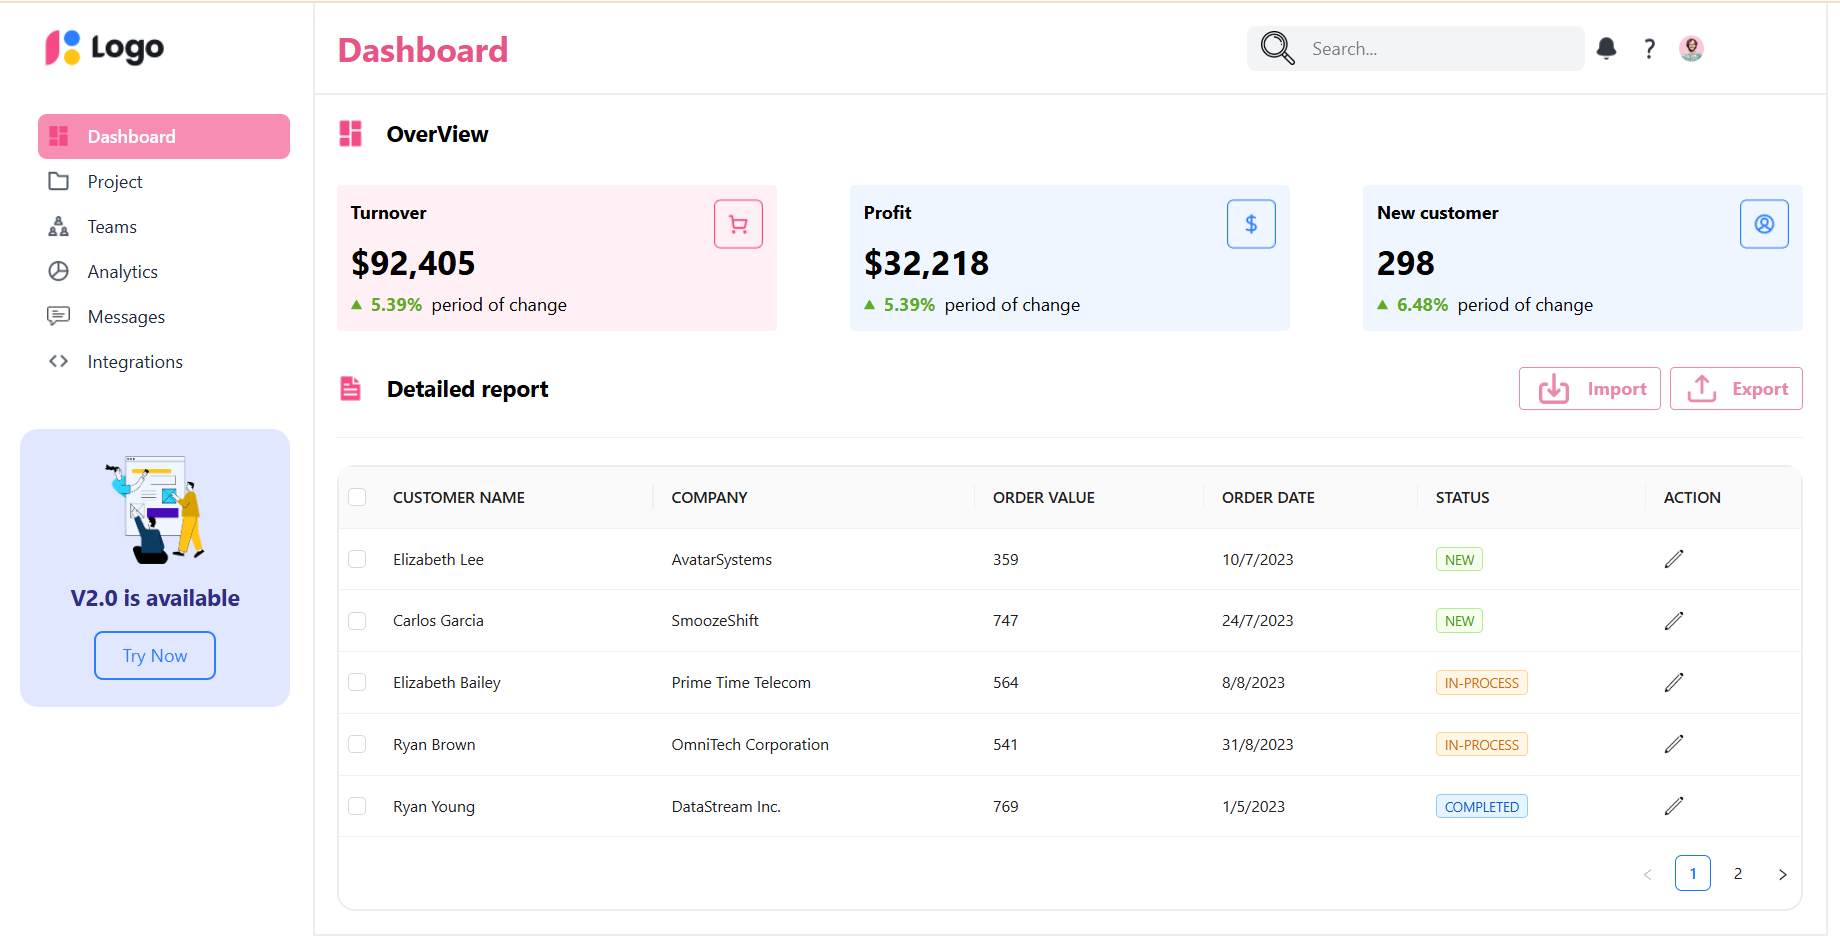 Logo
Dashboard
Search...
?
Dashboard
Project
Teams
Analytics
Messages
Integrations
V2.0 is available
Try Now
OverView
Turnover
$92,405
5.39% period of change
Profit
$
$32,218
5.39% period of change
New customer
298
6.48% period of change
Detailed report
Import
Export
CUSTOMER NAME COMPANY ORDER VALUE ORDER DATE STATUS ACTION
Elizabeth Lee AvatarSystems 359 10/7/2023 NEW
Carlos Garcia SmoozeShift 747 24/7/2023 NEW
Elizabeth Bailey Prime Time Telecom 564 8/8/2023 IN-PROCESS
Ryan Brown OmniTech Corporation 541 31/8/2023 IN-PROCESS
Ryan Young DataStream Inc. 769 1/5/2023 COMPLETED
< 1 2 >